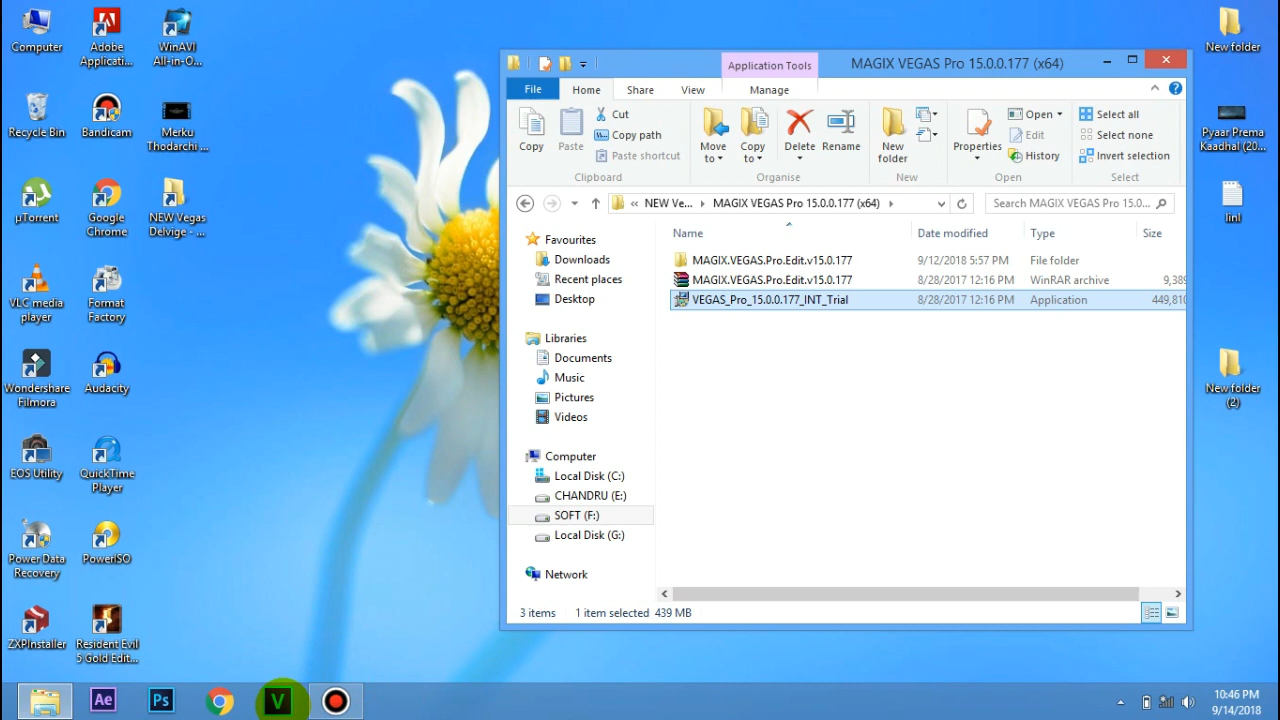 Computer
Adobe
Applicati...
WinAVI
All-in-O...
Recycle Bin
Bandicam
Merku
Thodarchi ...
µTorrent
Google
Chrome
NEW Vegas
Delvige - ...
VLC media
player
Format
Factory
Wondershare
Filmora
Audacity
EOS Utility
QuickTime
Player
Power Data
Recovery
PowerISO
ZXPInstaller
Resident Evil
5 Gold Edit...
Application Tools
MAGIX VEGAS Pro 15.0.0.177 (x64)
File
Home
Share
View
Manage
Copy
Paste
Cut
Copy path
Paste shortcut
Clipboard
Move
to
Copy
to
Delete
Rename
Organise
New
folder
New
Properties
Open
Edit
History
Open
Select all
Select none
Invert selection
Select
« NEW Ve...
MAGIX VEGAS Pro 15.0.0.177 (x64)
Search MAGIX VEGAS Pro 15.0...
Favourites
Downloads
Recent places
Desktop
Libraries
Documents
Music
Pictures
Videos
Computer
Local Disk (C:)
CHANDRU (E:)
SOFT (F:)
Local Disk (G:)
Network
Name Date modified Type Size
MAGIX.VEGAS.Pro.Edit.v15.0.177 9/12/2018 5:57 PM File folder
MAGIX.VEGAS.Pro.Edit.v15.0.177 8/28/2017 12:16 PM WinRAR archive 9,389
VEGAS_Pro_15.0.0.177_INT_Trial 8/28/2017 12:16 PM Application 449,810
3 items 1 item selected 439 MB
New folder
Pyaar Prema
Kaadhal (20...
linl
New folder
(2)
Ae
Ps
V
10:46 PM
9/14/2018